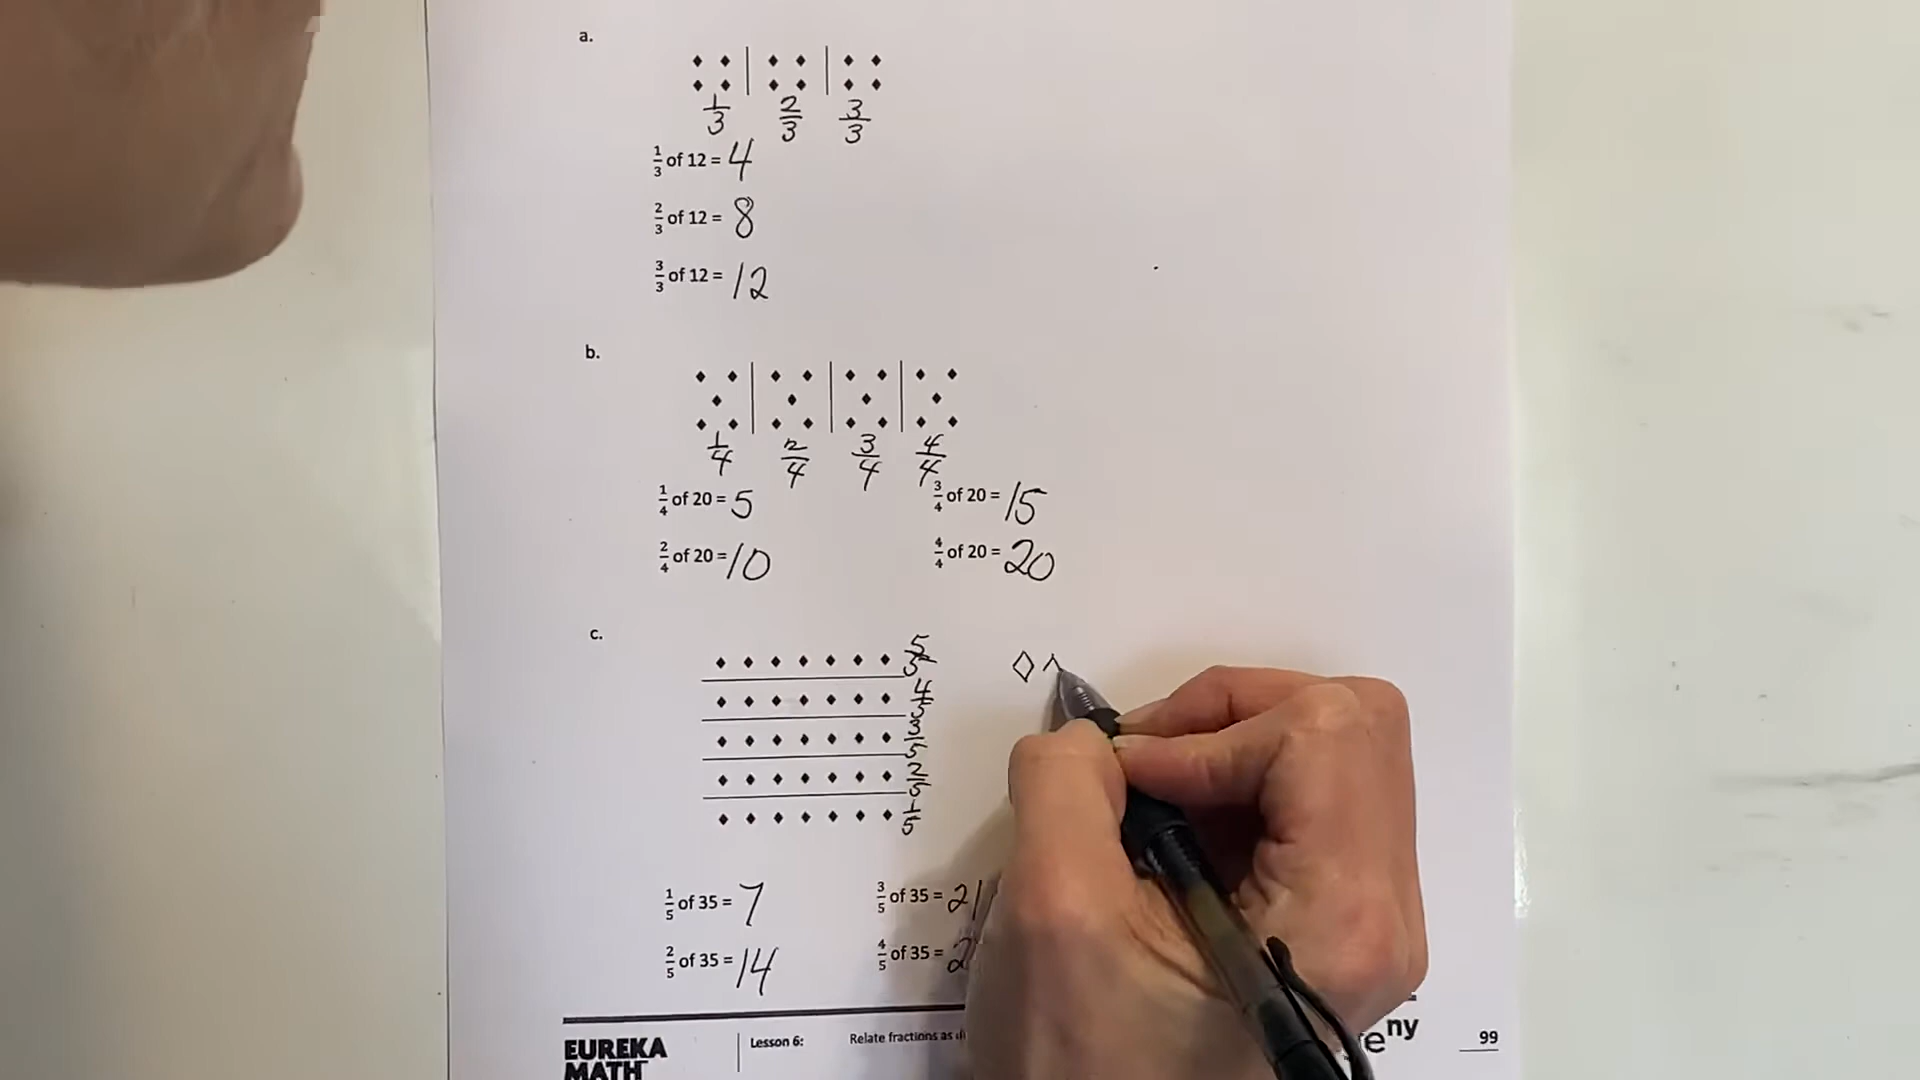 a.
1/3 2/3 3/3
1/3 of 12 = 4
2/3 of 12 = 8
3/3 of 12 = 12
b.
1/4 2/4 3/4 4/4
1/4 of 20 = 5 3/4 of 20 = 15
2/4 of 20 = 10 4/4 of 20 = 20
c.
5/5
4/5
3/5
2/5
1/5
1/5 of 35 = 7 3/5 of 35 = 21
2/5 of 35 = 14 4/5 of 35 = 2
EUREKA
MATH
Lesson 6: Relate fractions as
ny
99